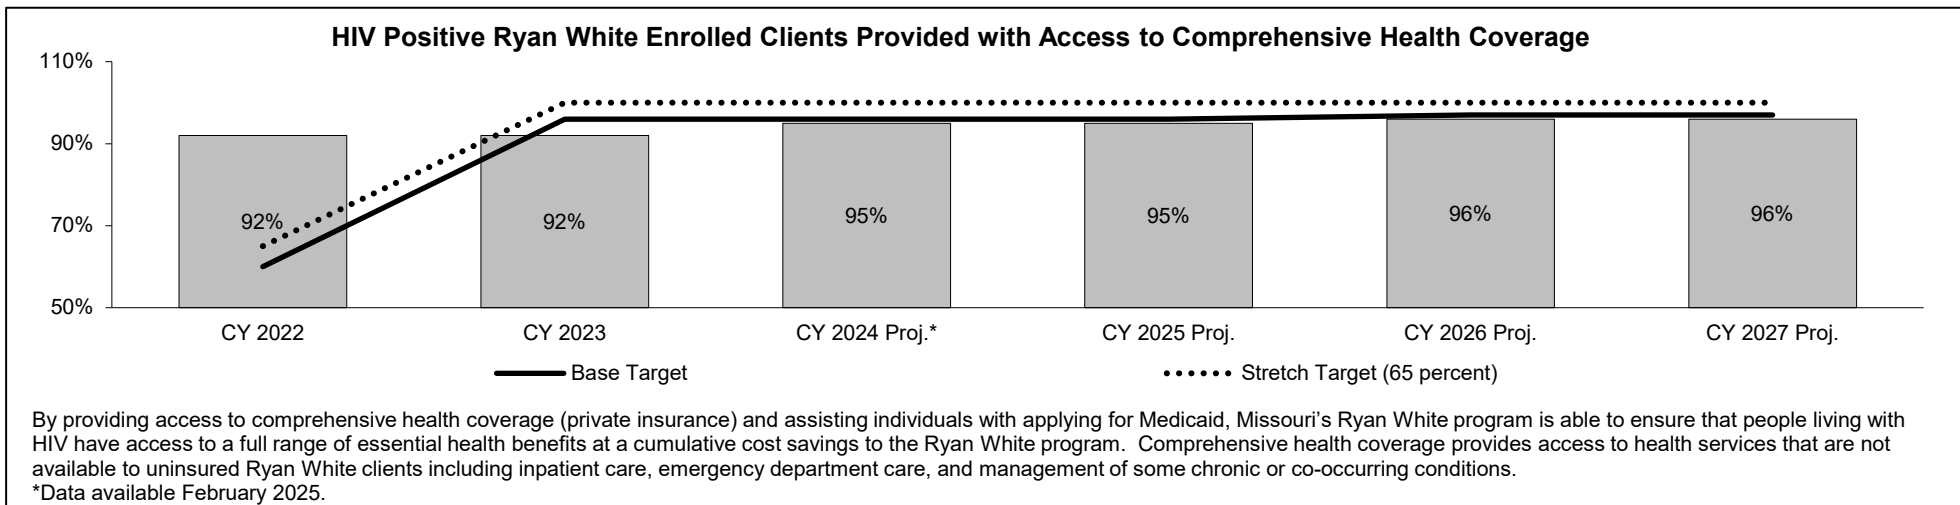 HIV Positive Ryan White Enrolled Clients Provided with Access to Comprehensive Health Coverage
110%
90%
70%
50%
92%
92%
95%
95%
96%
96%
CY 2022
CY 2023
CY 2024 Proj.*
CY 2025 Proj.
CY 2026 Proj.
CY 2027 Proj.
Base Target
Stretch Target (65 percent)
By providing access to comprehensive health coverage (private insurance) and assisting individuals with applying for Medicaid, Missouri’s Ryan White program is able to ensure that people living with
HIV have access to a full range of essential health benefits at a cumulative cost savings to the Ryan White program.  Comprehensive health coverage provides access to health services that are not
available to uninsured Ryan White clients including inpatient care, emergency department care, and management of some chronic or co-occurring conditions.
*Data available February 2025.